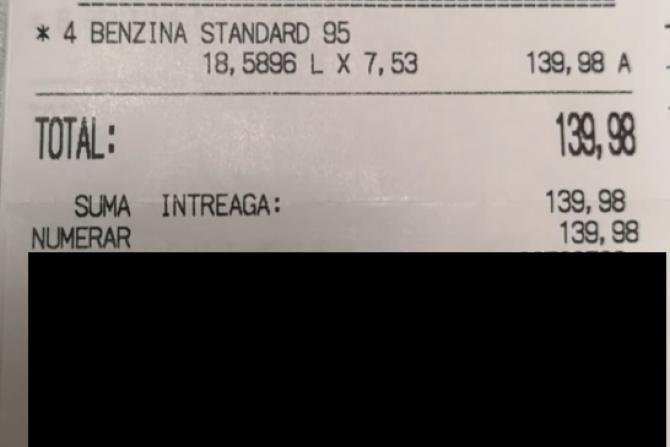 * 4 BENZINA STANDARD 95
18,5896 L X 7,53 139,98 A
TOTAL: 139,98
SUMA INTREAGA: 139,98
NUMERAR 139,98